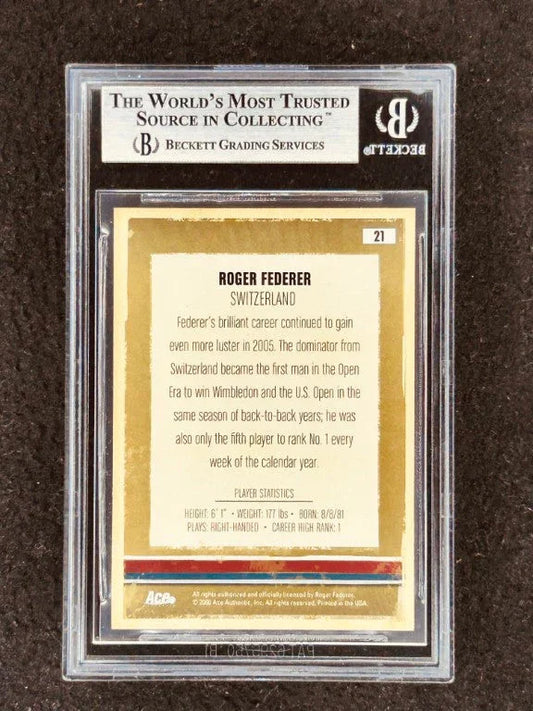 THE WORLD'S MOST TRUSTED
SOURCE IN COLLECTING™
(B) BECKETT GRADING SERVICES
B
BECKETT®
21
ROGER FEDERER
SWITZERLAND
Federer's brilliant career continued to gain
even more luster in 2005. The dominator from
Switzerland became the first man in the Open
Era to win Wimbledon and the U.S. Open in the
same season of back-to-back years; he was
also only the fifth player to rank No. 1 every
week of the calendar year.
PLAYER STATISTICS
HEIGHT: 6' 1" • WEIGHT: 177 lbs • BORN: 8/8/81
PLAYS: RIGHT-HANDED • CAREER HIGH RANK: 1
Ace
All rights authorized and officially licensed by Roger Federer.
Ace Authentic, Inc. All rights reserved. Printed in the USA.